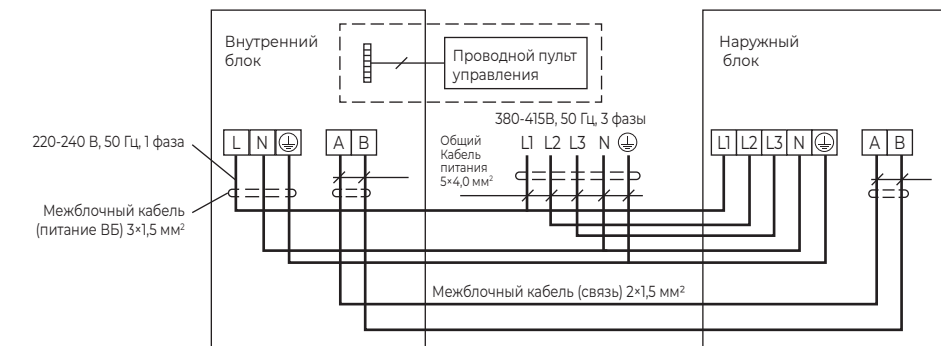 Внутренний
блок
Проводной пульт
управления
Наружный
блок
220-240 В, 50 Гц, 1 фаза
L N
A B
380-415В, 50 Гц, 3 фазы
Общий
Кабель
питания
5×4,0 мм²
L1 L2 L3 N
L1 L2 L3 N
A B
Межблочный кабель
(питание ВБ) 3×1,5 мм²
Межблочный кабель (связь) 2×1,5 мм²